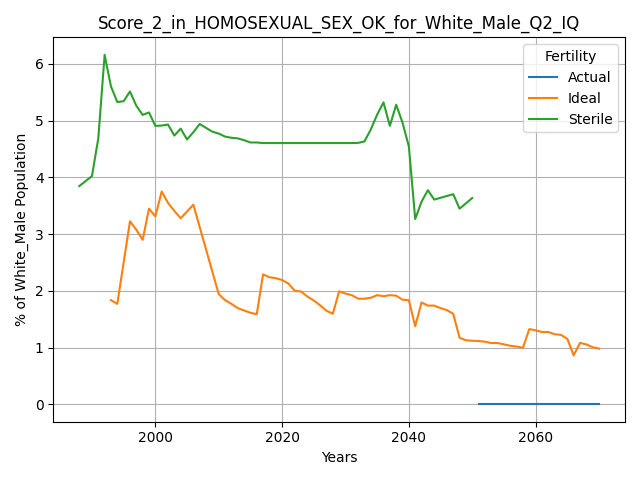 Score_2_in_HOMOSEXUAL_SEX_OK_for_White_Male_Q2_IQ
Fertility
Actual
Ideal
Sterile
% of White_Male Population
6
5
4
3
2
1
0
2000 2020 2040 2060
Years